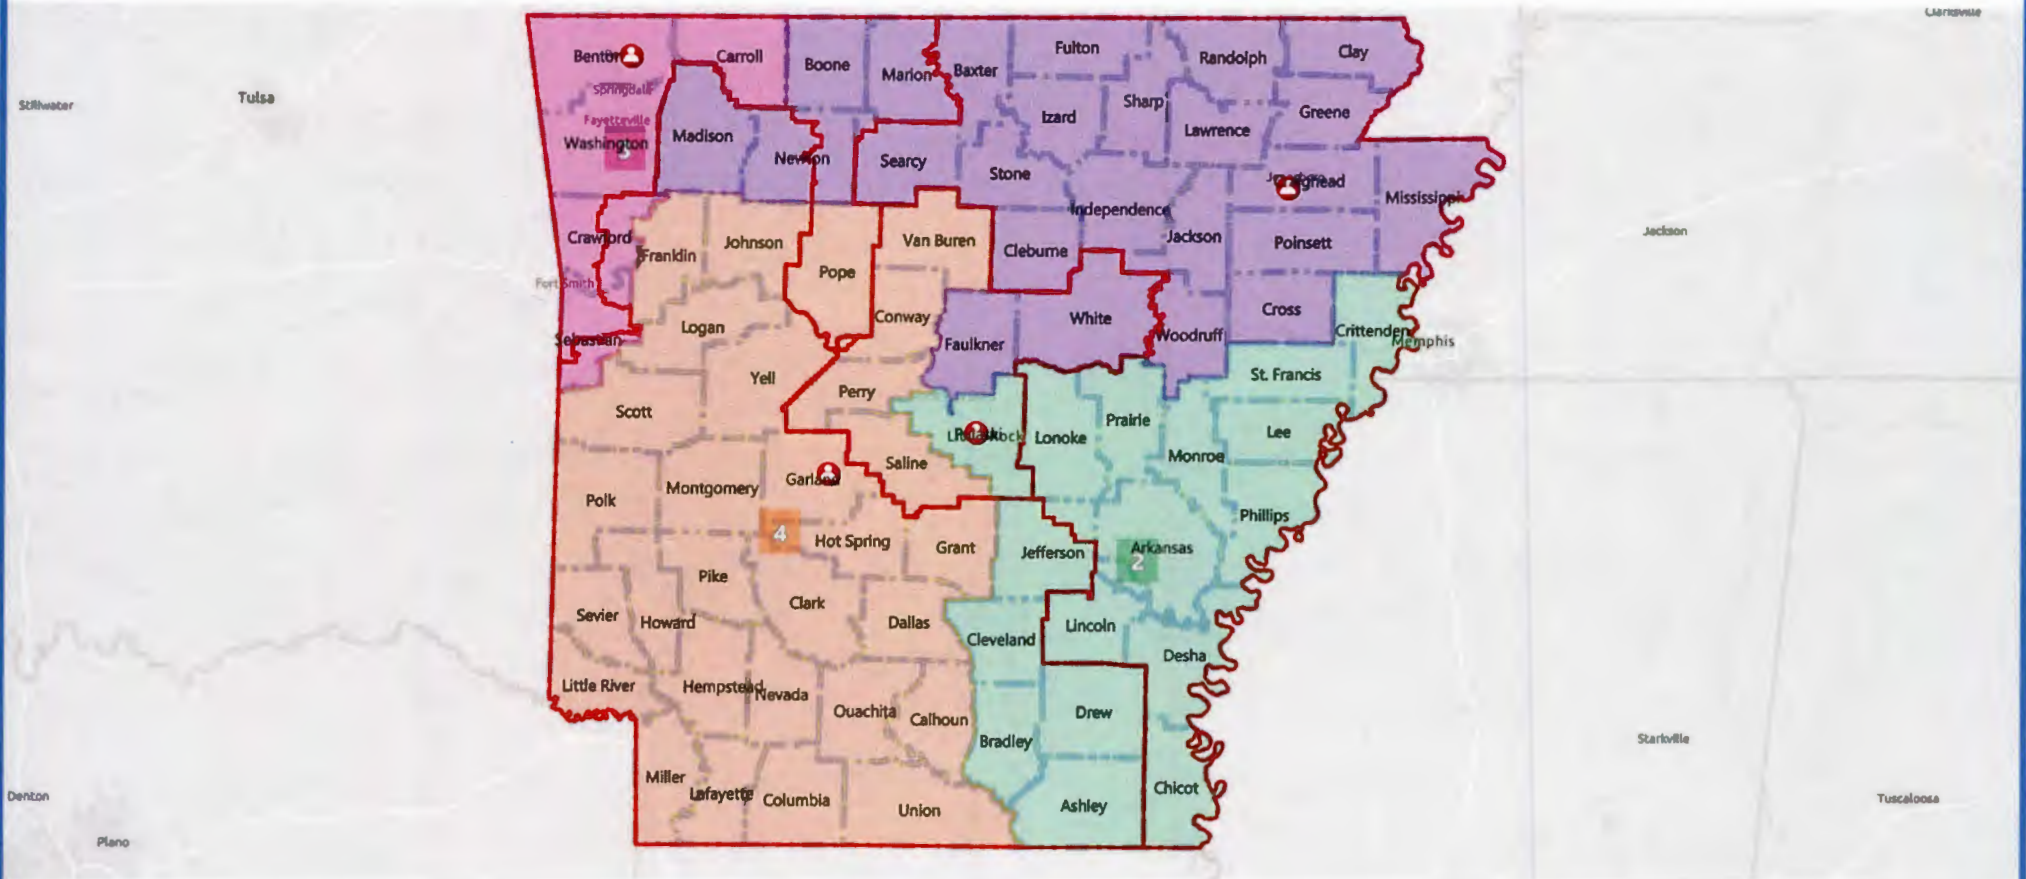 Clarksville
Fulton
Clay
Benton
Carroll
Randolph
Boone
Baxter
Marion
Springdale
Tulsa
Sharp
Stillwater
Greene
Izard
Fayetteville
Lawrence
Madison
Washington
Newton
Searcy
Stone
Mississippi
Independence
Jackson
Crawford
Jackson
Johnson
Van Buren
Poinsett
Cleburne
Franklin
Pope
Fort Smith
Cross
Conway
White
Logan
Crittenden
Woodruff
Sebastian
Memphis
Faulkner
St. Francis
Yell
Perry
Scott
Prairie
Lee
Lonoke
Monroe
Saline
Garland
Montgomery
Polk
Phillips
4
Hot Spring
Grant
Arkansas
Jefferson
2
Pike
Clark
Sevier
Howard
Dallas
Lincoln
Cleveland
Desha
Little River
Hempstead
Nevada
Ouachita
Calhoun
Drew
Starkville
Bradley
Miller
Chicot
Lafayette
Denton
Columbia
Tuscaloosa
Ashley
Union
Plano